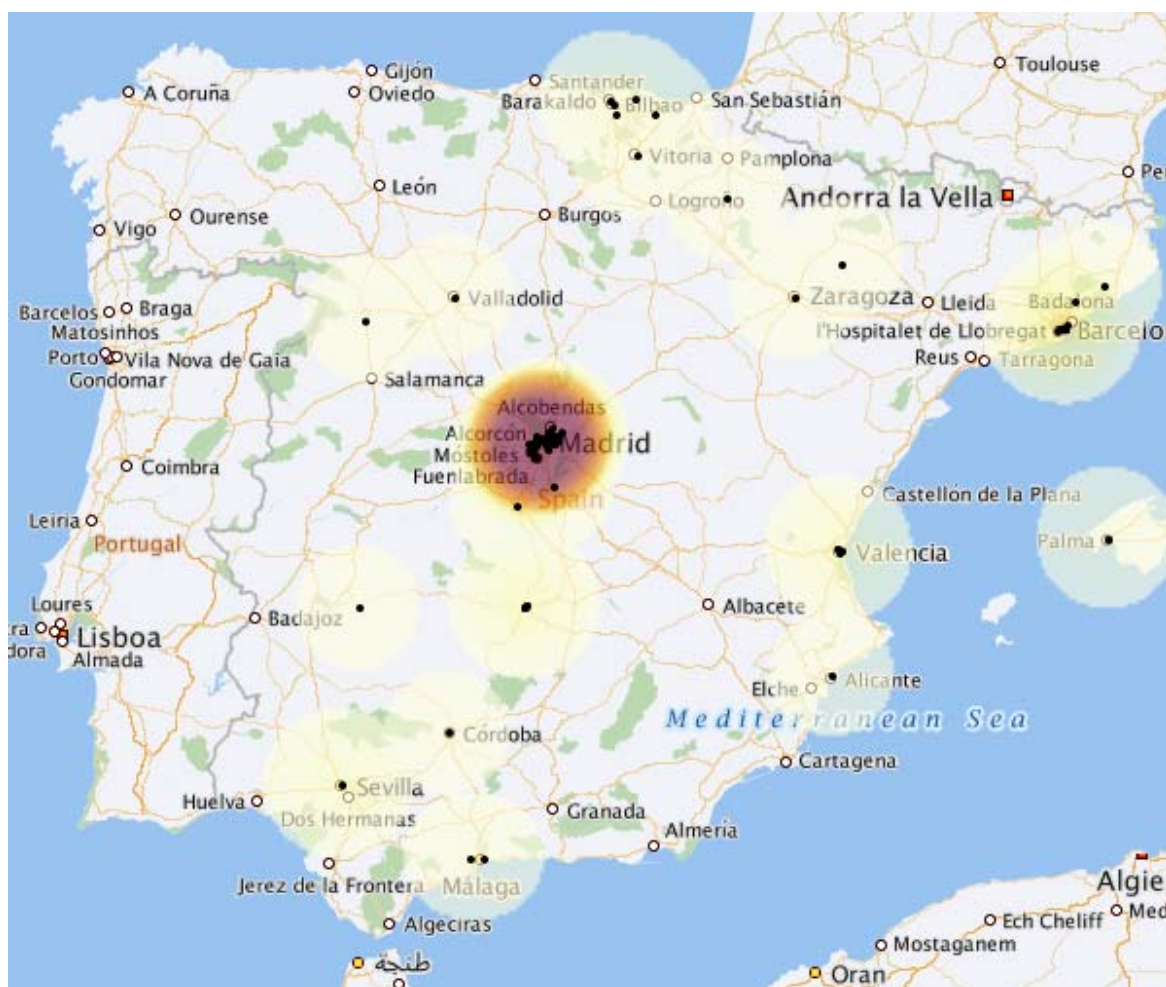 Gijón
Toulouse
A Coruña
Oviedo
Santander
Barakaldo
Bilbao
San Sebastián
Vitoria
Pamplona
León
Andorra la Vella
Logroño
Ourense
Burgos
Vigo
Braga
Valladolid
Zaragoza
Lleida
Badalona
Barcelos
Matosinhos
l'Hospitalet de Llobregat
Porto
Vila Nova de Gaia
Reus
Tarragona
Gondomar
Salamanca
Alcobendas
Alcorcón
Madrid
Móstoles
Fuenlabrada
Coimbra
Spain
Castellón de la Plana
Leiria
Portugal
Valencia
Palma
Loures
Badajoz
Albacete
Lisboa
Almada
Elche
Alicante
Mediterranean Sea
Córdoba
Cartagena
Sevilla
Huelva
Dos Hermanas
Granada
Almería
Jerez de la Frontera
Málaga
Algeciras
Ech Cheliff
Mostaganem
طنجة
Oran